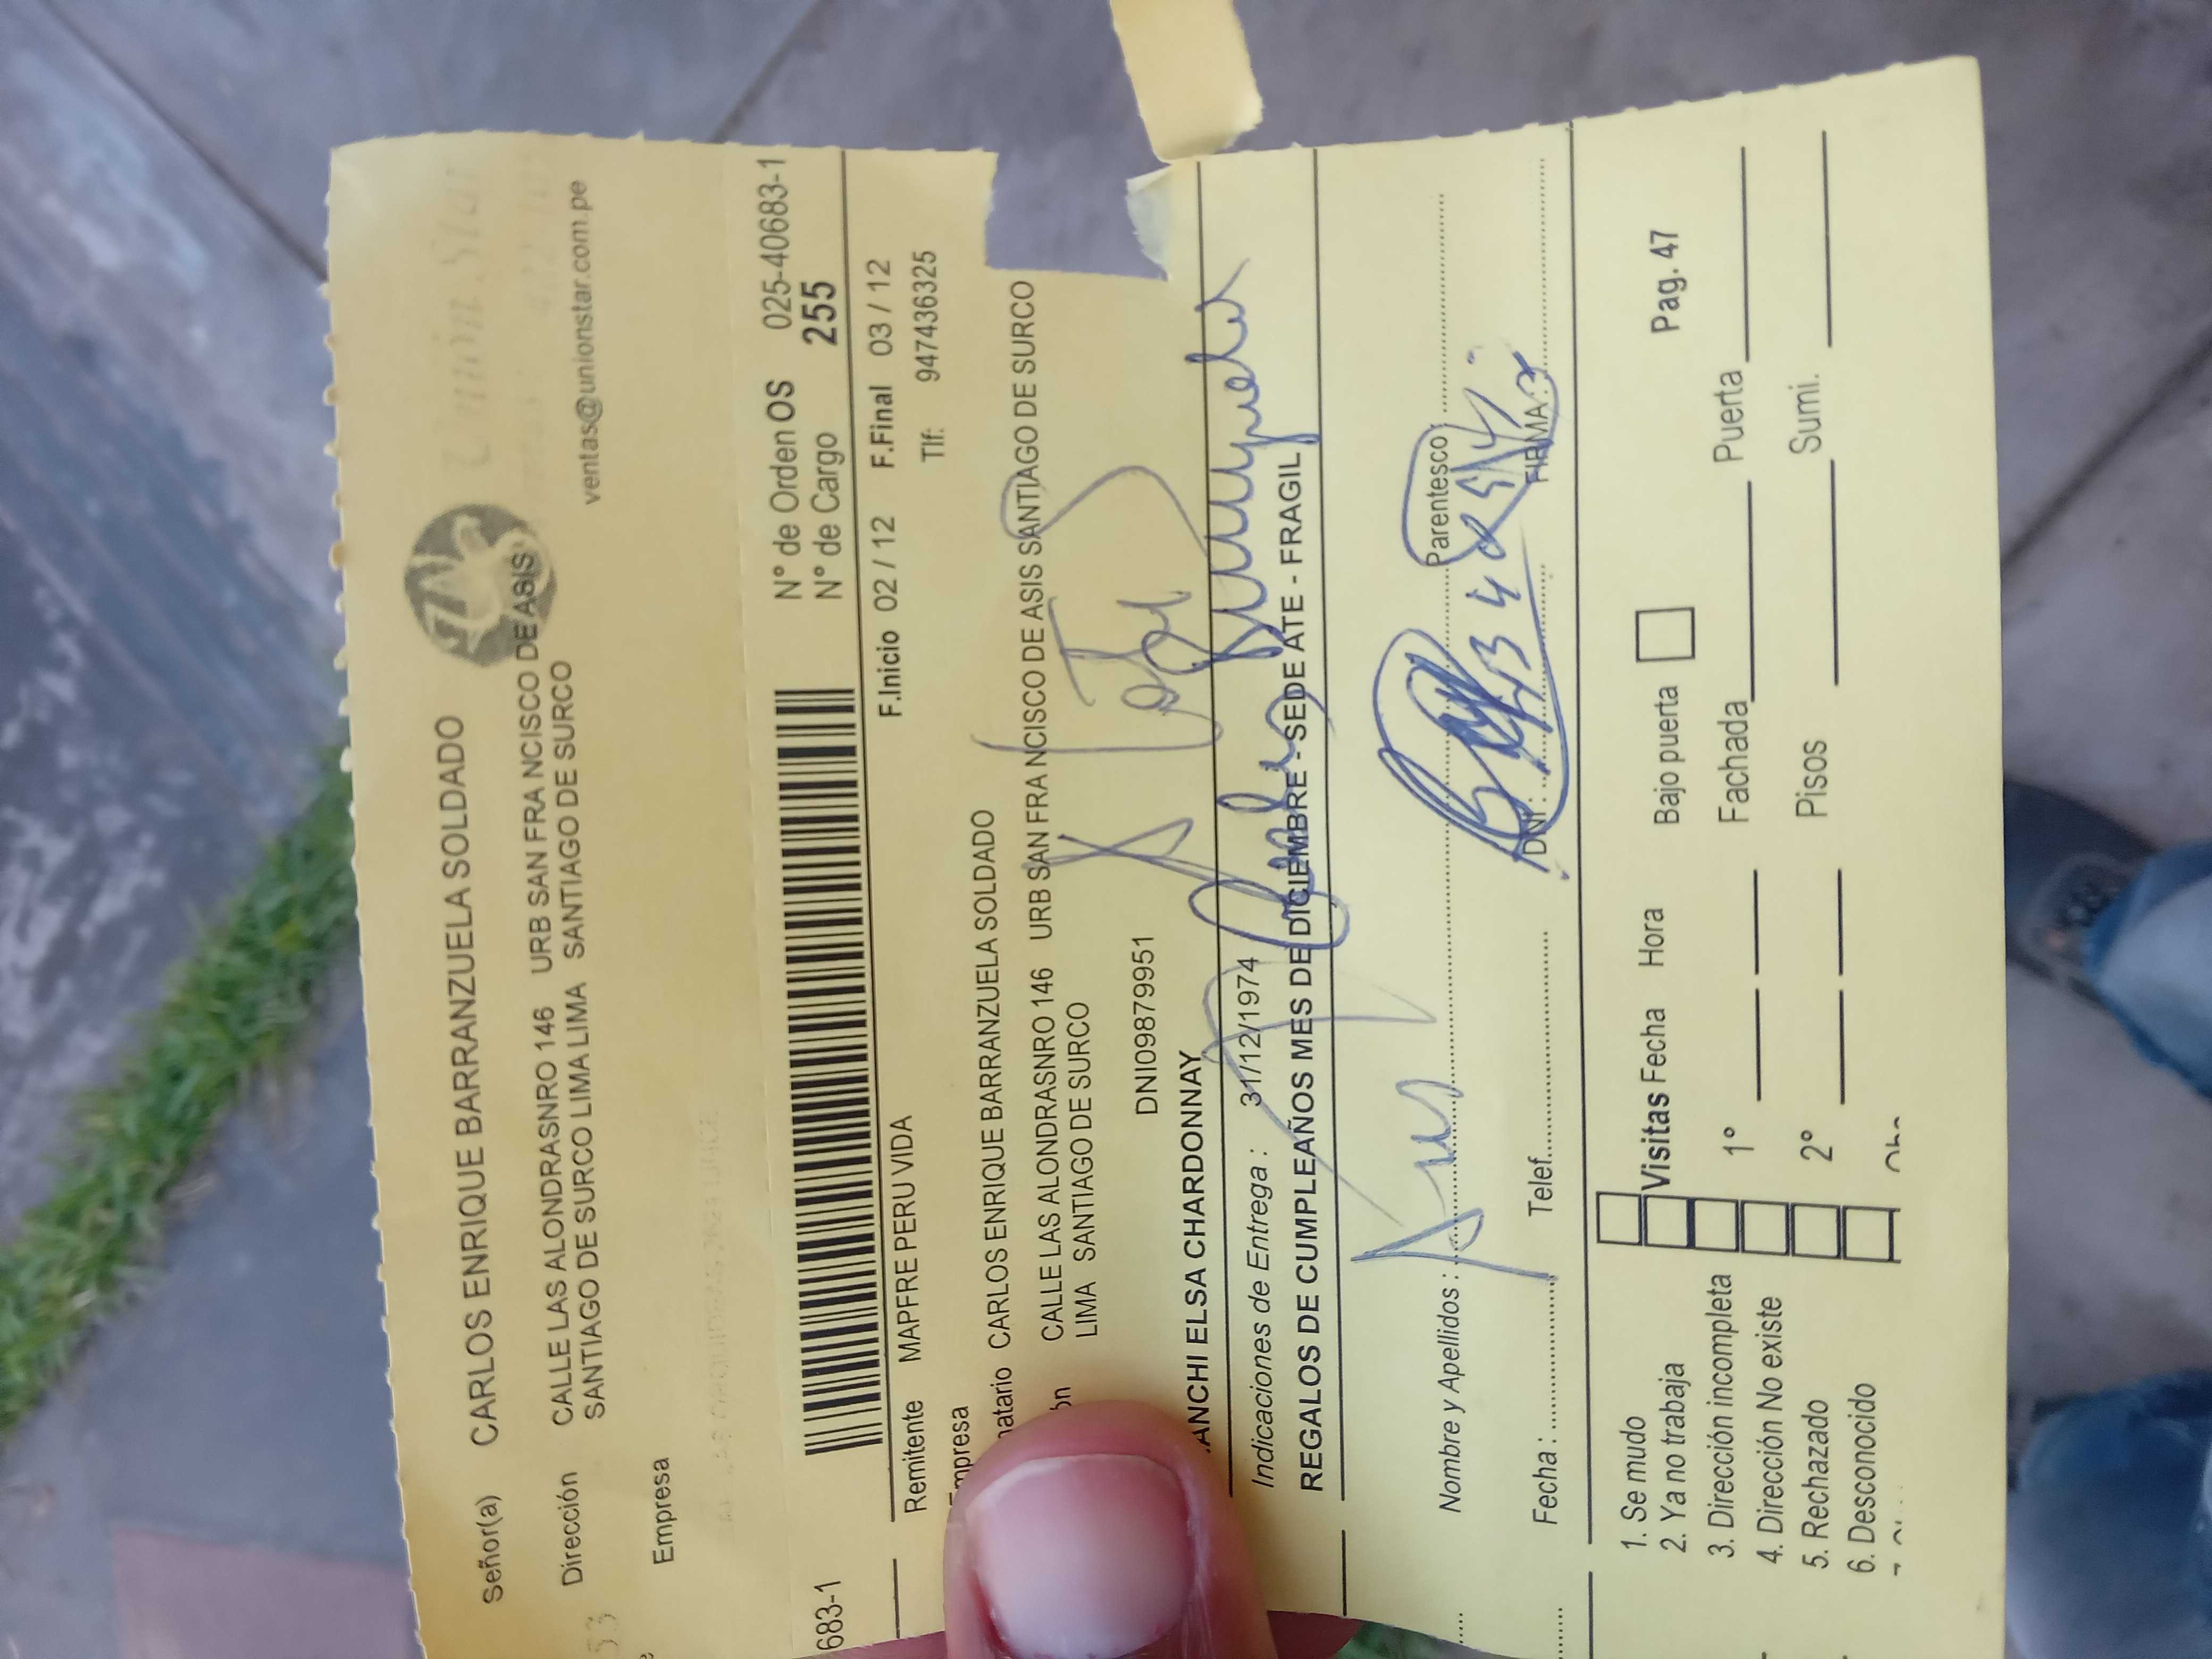 Señor(a) CARLOS ENRIQUE BARRANZUELA SOLDADO
Dirección CALLE LAS ALONDRASNRO 146 URB SAN FRA NCISCO DE ASIS
SANTIAGO DE SURCO LIMA LIMA SANTIAGO DE SURCO
Unión Star
ventas@unionstar.com.pe
53
Empresa
683-1
N° de Orden OS 025-40683-1
N° de Cargo 255
F.Inicio 02 / 12 F.Final 03 / 12
Remitente MAPFRE PERU VIDA
Tlf: 947436325
mpresa
natario CARLOS ENRIQUE BARRANZUELA SOLDADO
ón CALLE LAS ALONDRASNRO 146 URB SAN FRA NCISCO DE ASIS SANTIAGO DE SURCO
LIMA SANTIAGO DE SURCO
DNI09879951
ANCHI ELSA CHARDONNAY
Indicaciones de Entrega : 31/12/1974
REGALOS DE CUMPLEAÑOS MES DE DICIEMBRE - SEDE ATE - FRAGIL
Nombre y Apellidos : Parentesco
Fecha : Telef. DNI : FIRMA :
1. Se mudo
2. Ya no trabaja
3. Dirección incompleta
4. Dirección No existe
5. Rechazado
6. Desconocido
Visitas Fecha Hora Bajo puerta Pag. 47
1° Fachada Puerta
2° Pisos Sumi.